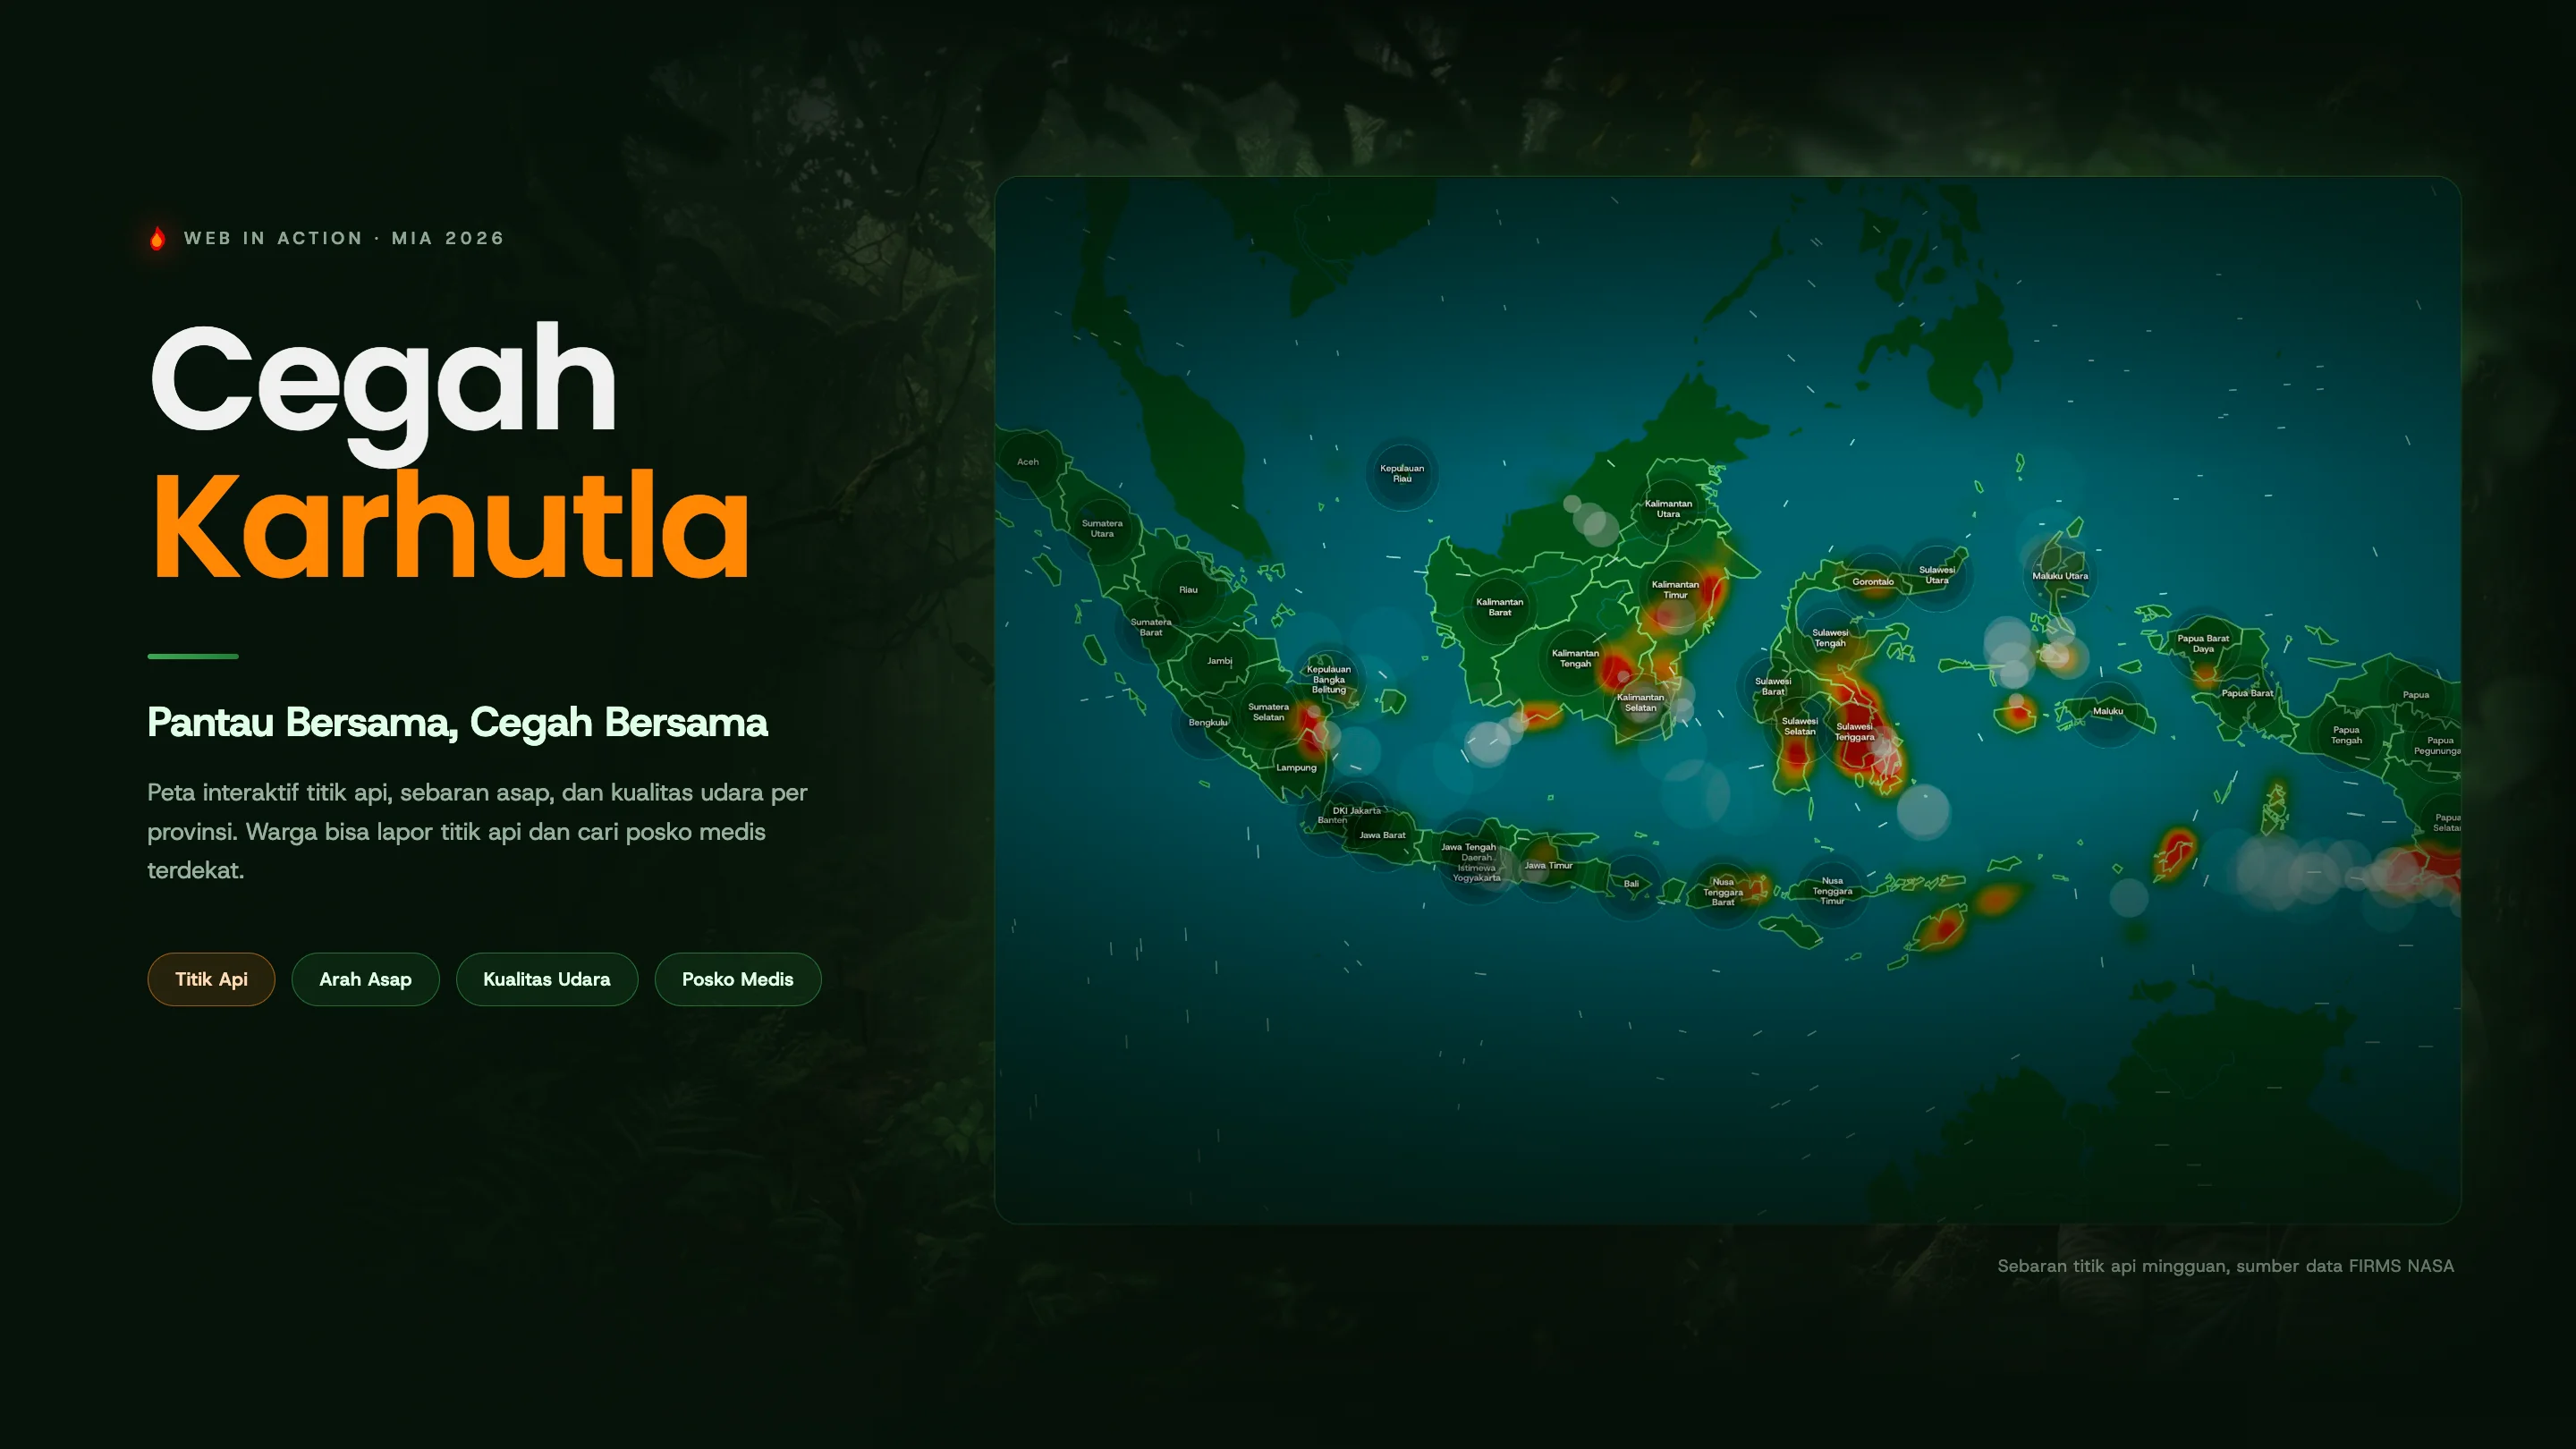 WEB IN ACTION · MIA 2026
Cegah
Karhutla
Pantau Bersama, Cegah Bersama
Peta interaktif titik api, sebaran asap, dan kualitas udara per
provinsi. Warga bisa lapor titik api dan cari posko medis
terdekat.
Titik Api
Arah Asap
Kualitas Udara
Posko Medis
Aceh
Sumatera
Utara
Riau
Sumatera
Barat
Jambi
Bengkulu
Sumatera
Selatan
Kepulauan
Bangka
Belitung
Lampung
Kepulauan
Riau
DKI Jakarta
Banten
Jawa Barat
Jawa Tengah
Daerah
Istimewa
Yogyakarta
Jawa Timur
Bali
Nusa
Tenggara
Barat
Nusa
Tenggara
Timur
Kalimantan
Utara
Kalimantan
Timur
Kalimantan
Barat
Kalimantan
Tengah
Kalimantan
Selatan
Gorontalo
Sulawesi
Utara
Sulawesi
Tengah
Sulawesi
Barat
Sulawesi
Selatan
Sulawesi
Tenggara
Maluku Utara
Maluku
Papua Barat
Daya
Papua Barat
Papua
Papua
Tengah
Papua
Pegununga
Papua
Selata
Sebaran titik api mingguan, sumber data FIRMS NASA